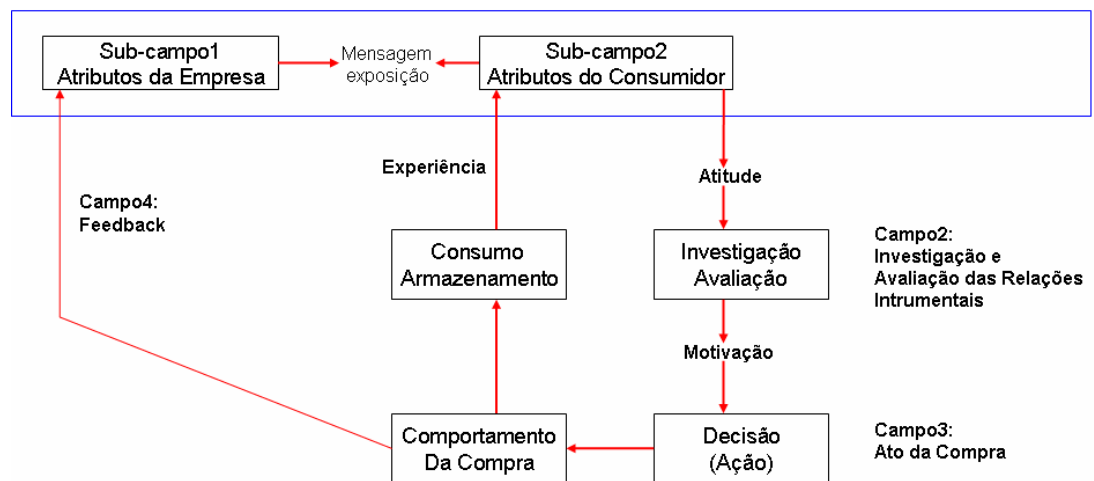 Sub-campo1
Atributos da Empresa
Mensagem
exposição
Sub-campo2
Atributos do Consumidor
Experiência
Atitude
Campo4:
Feedback
Consumo
Armazenamento
Investigação
Avaliação
Campo2:
Investigação e
Avaliação das Relações
Intrumentais
Motivação
Comportamento
Da Compra
Decisão
(Ação)
Campo3:
Ato da Compra